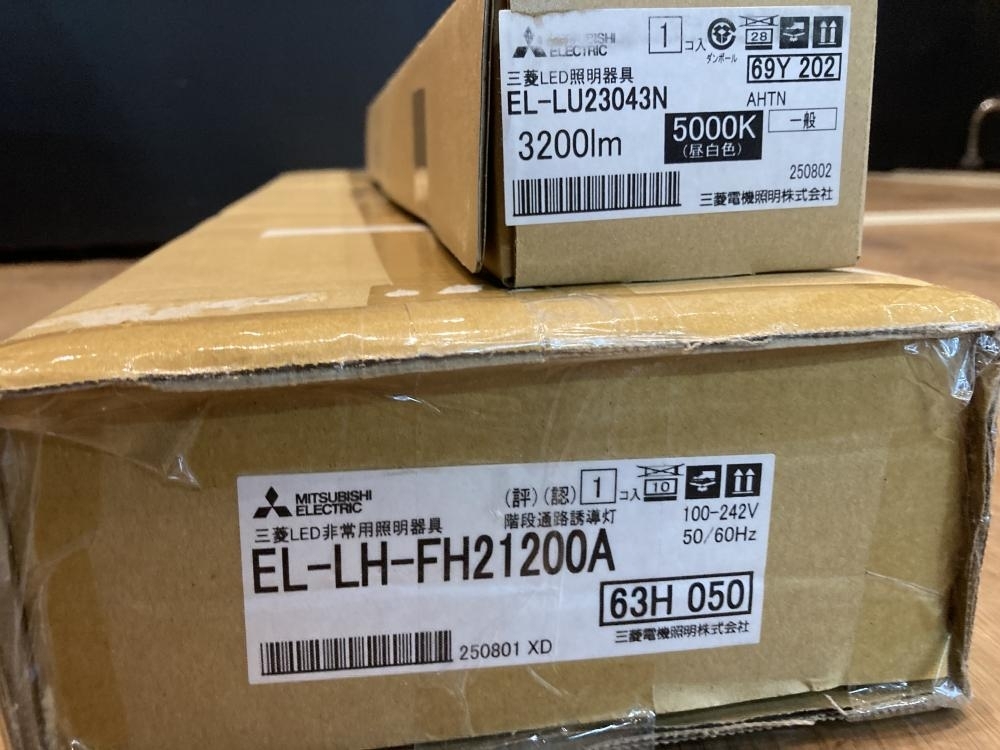 MITSUBISHI
ELECTRIC
1コ入
ダンボール
28
69Y 202
三菱LED照明器具
EL-LU23043N
AHTN
3200lm
5000K
(昼白色)
一般
250802
三菱電機照明株式会社
MITSUBISHI
ELECTRIC
(評)(認)
1コ入
10
三菱LED非常用照明器具
階段通路誘導灯
100-242V
50/60Hz
EL-LH-FH21200A
63H 050
250801 XD
三菱電機照明株式会社